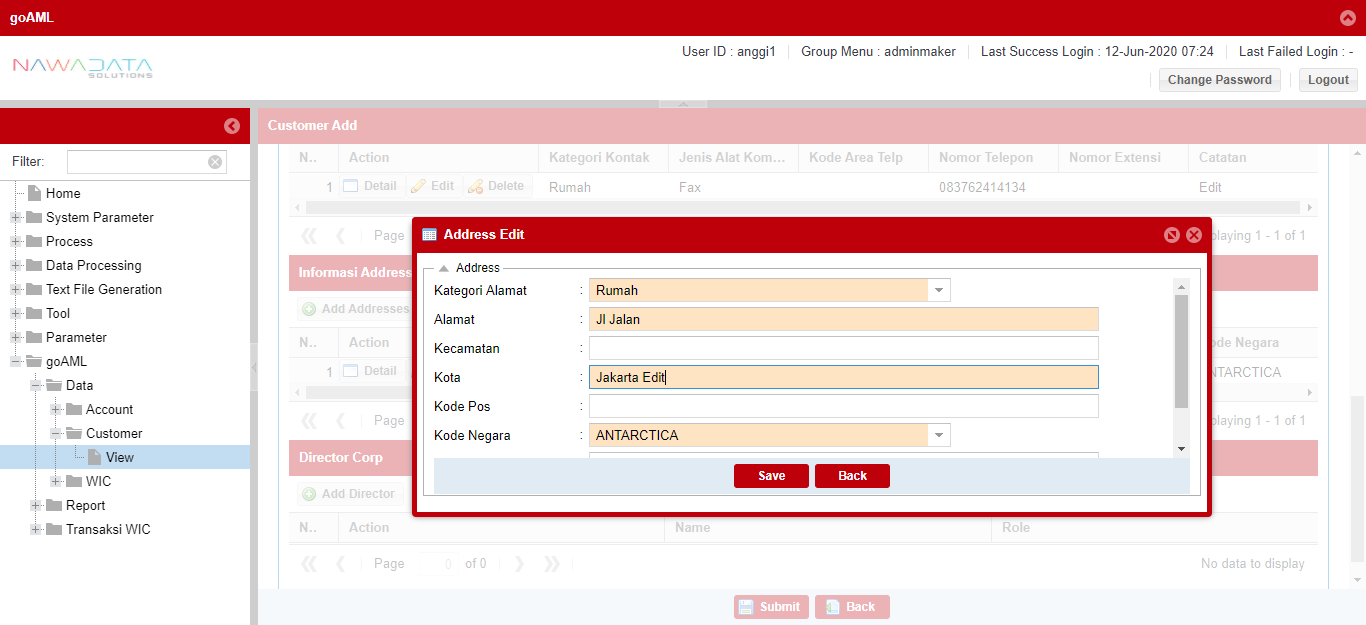 goAML
NAWADATA
SOLUTIONS
User ID : anggi1
Group Menu : adminmaker
Last Success Login : 12-Jun-2020 07:24
Last Failed Login : -
Change Password
Logout
Customer Add
Filter:
Home
System Parameter
Process
Data Processing
Text File Generation
Tool
Parameter
goAML
Data
Account
Customer
View
WIC
Report
Transaksi WIC
N.. Action Kategori Kontak Jenis Alat Kom... Kode Area Telp Nomor Telepon Nomor Extensi Catatan
1 Detail Edit Delete Rumah Fax 083762414134 Edit
Page
playing 1 - 1 of 1
Informasi Address
Add Addresses
N.. Action
ode Negara
1 Detail
NTARCTICA
Page
playing 1 - 1 of 1
Director Corp
Add Director
N.. Action Name Role
Page 0 of 0
No data to display
Submit
Back
Address Edit
Address
Kategori Alamat : Rumah
Alamat : Jl Jalan
Kecamatan :
Kota : Jakarta Edit
Kode Pos :
Kode Negara : ANTARCTICA
Save
Back